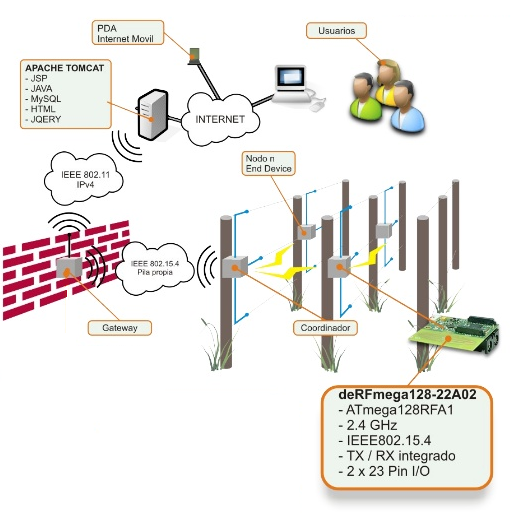 PDA
Internet Movil
Usuarios
APACHE TOMCAT
- JSP
- JAVA
- MySQL
- HTML
- JQERY
INTERNET
IEEE 802.11
IPv4
Nodo n
End Device
IEEE 802.15.4
Pila propia
Gateway
Coordinador
deRFmega128-22A02
- ATmega128RFA1
- 2.4 GHz
- IEEE802.15.4
- TX / RX integrado
- 2 x 23 Pin I/O